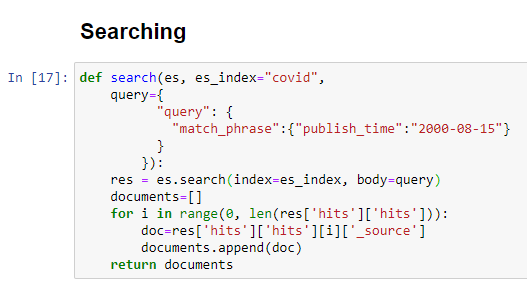 Searching
In [17]: def search(es, es_index="covid",
    query={
          "query": {
            "match_phrase":{"publish_time":"2000-08-15"}
          }
        }):
    res = es.search(index=es_index, body=query)
    documents=[]
    for i in range(0, len(res['hits']['hits'])):
        doc=res['hits']['hits'][i]['_source']
        documents.append(doc)
    return documents